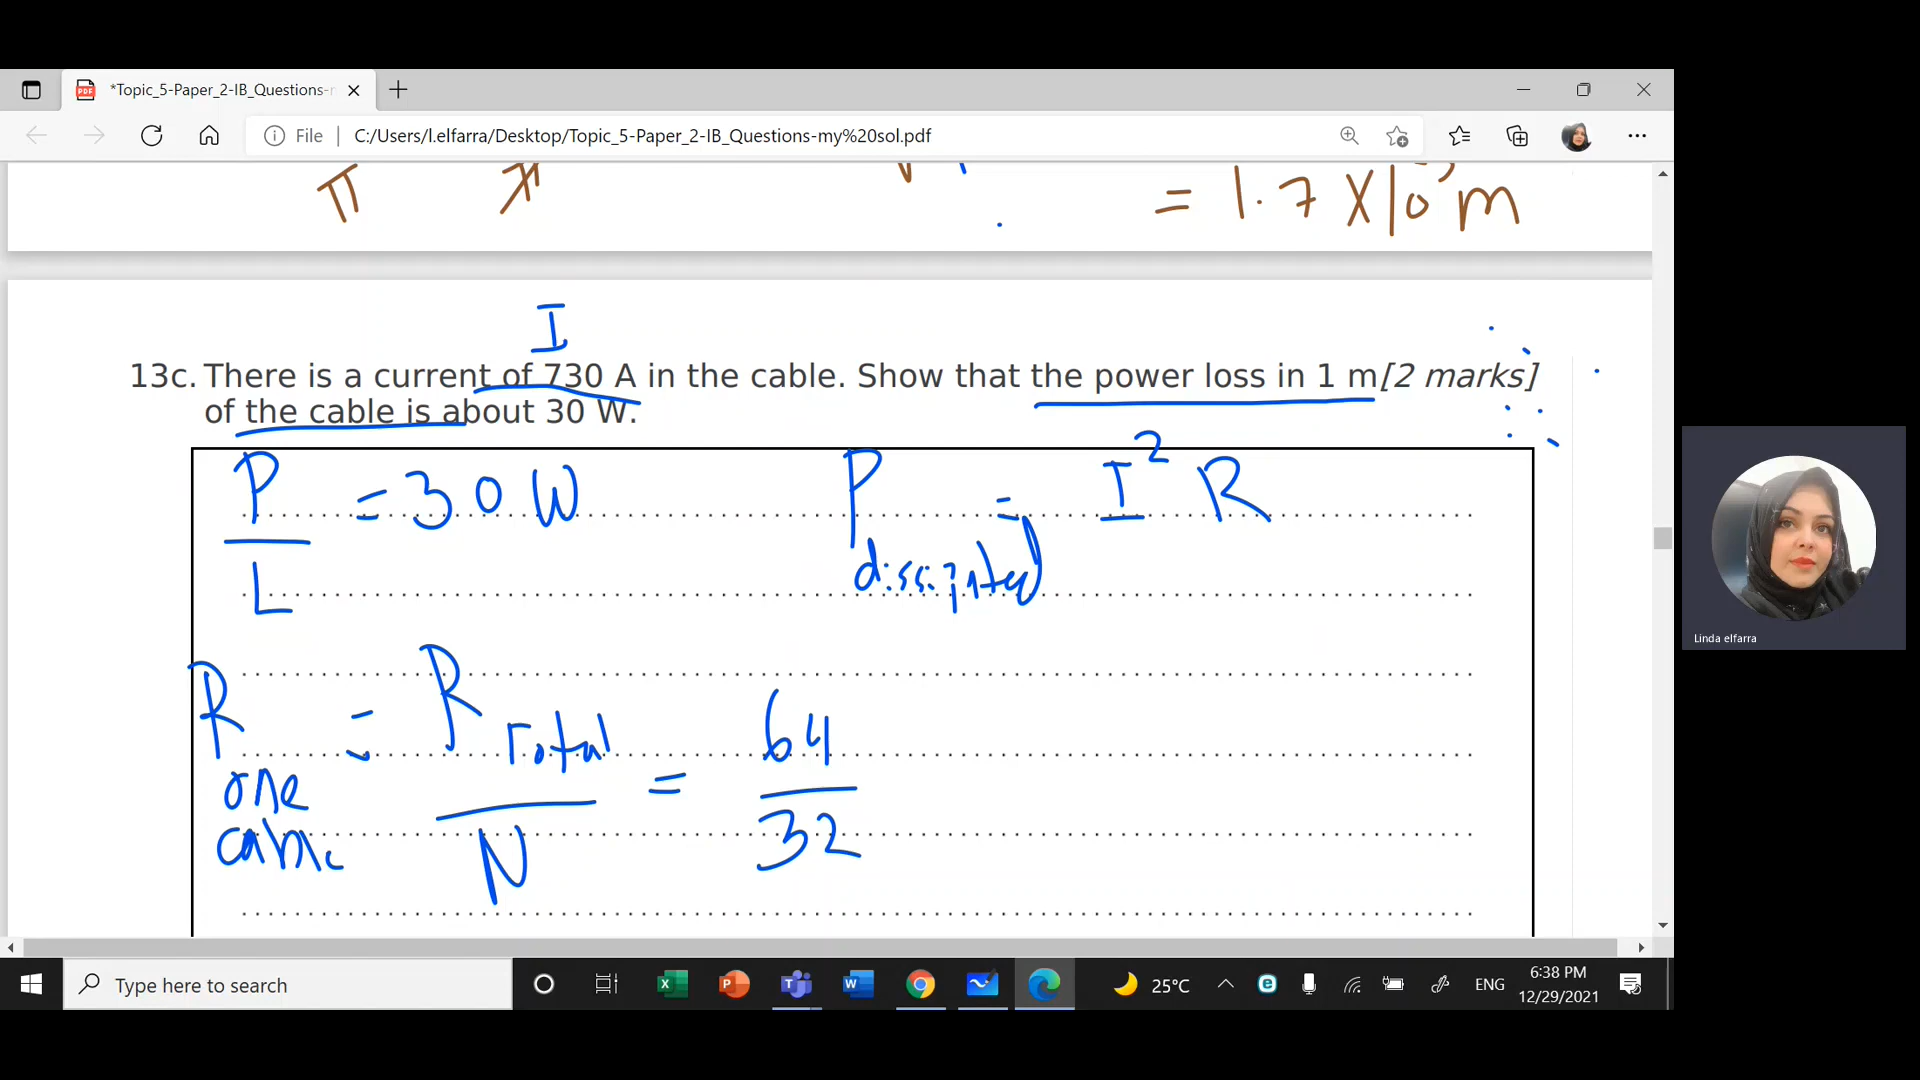 *Topic_5-Paper_2-IB_Questions-
File
C:/Users/l.elfarra/Desktop/Topic_5-Paper_2-IB_Questions-my%20sol.pdf
π
= 1.7 X10 m
I
13c. There is a current of 730 A in the cable. Show that the power loss in 1 m [2 marks]
of the cable is about 30 W.
P/L = 30 W
P dissipated = I² R
R one cable = R Total / N = 64/32
Linda elfarra
Type here to search
25°C
ENG
6:38 PM
12/29/2021